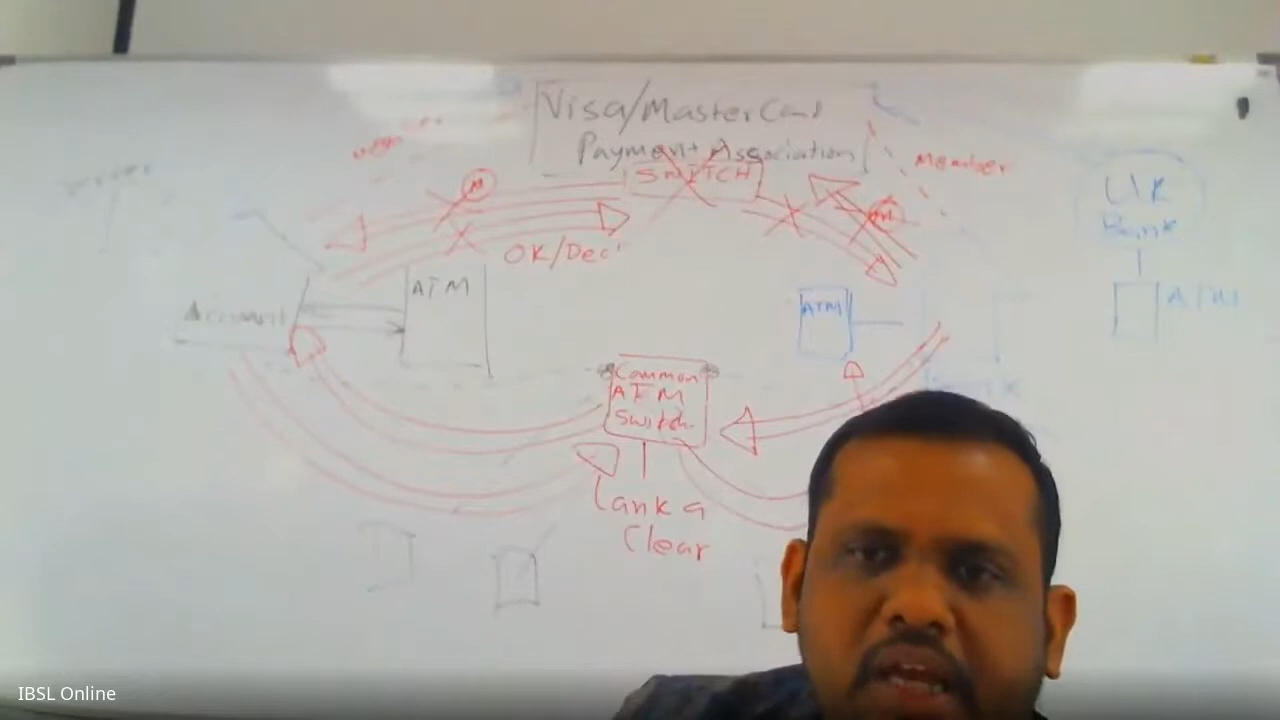 Visa/MasterCard
Payment Association
SWITCH
Member
UK
Bank
ATM
OK/Decl
ATM
Account
ATM
Common
ATM
Switch
Lanka
Clear
IBSL Online